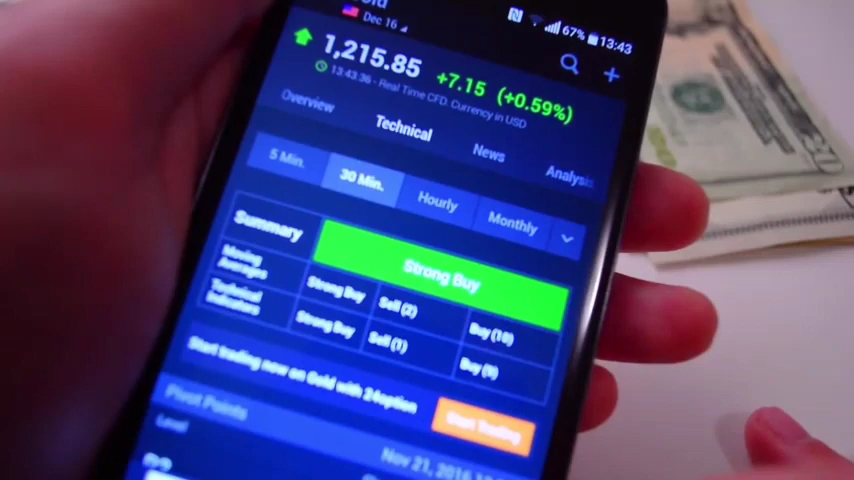 Dec 16
67% 13:43
1,215.85 +7.15 (+0.59%)
13:43:36 - Real Time CFD. Currency in USD
Overview Technical News Analysis
5 Min. 30 Min. Hourly Monthly
Summary Strong Buy
Moving Averages Strong Buy Sell (2) Buy (10)
Technical Indicators Strong Buy Sell (1) Buy (9)
Start trading now on Gold with 24option Start Trading
Pivot Points
Level Nov 21, 2016